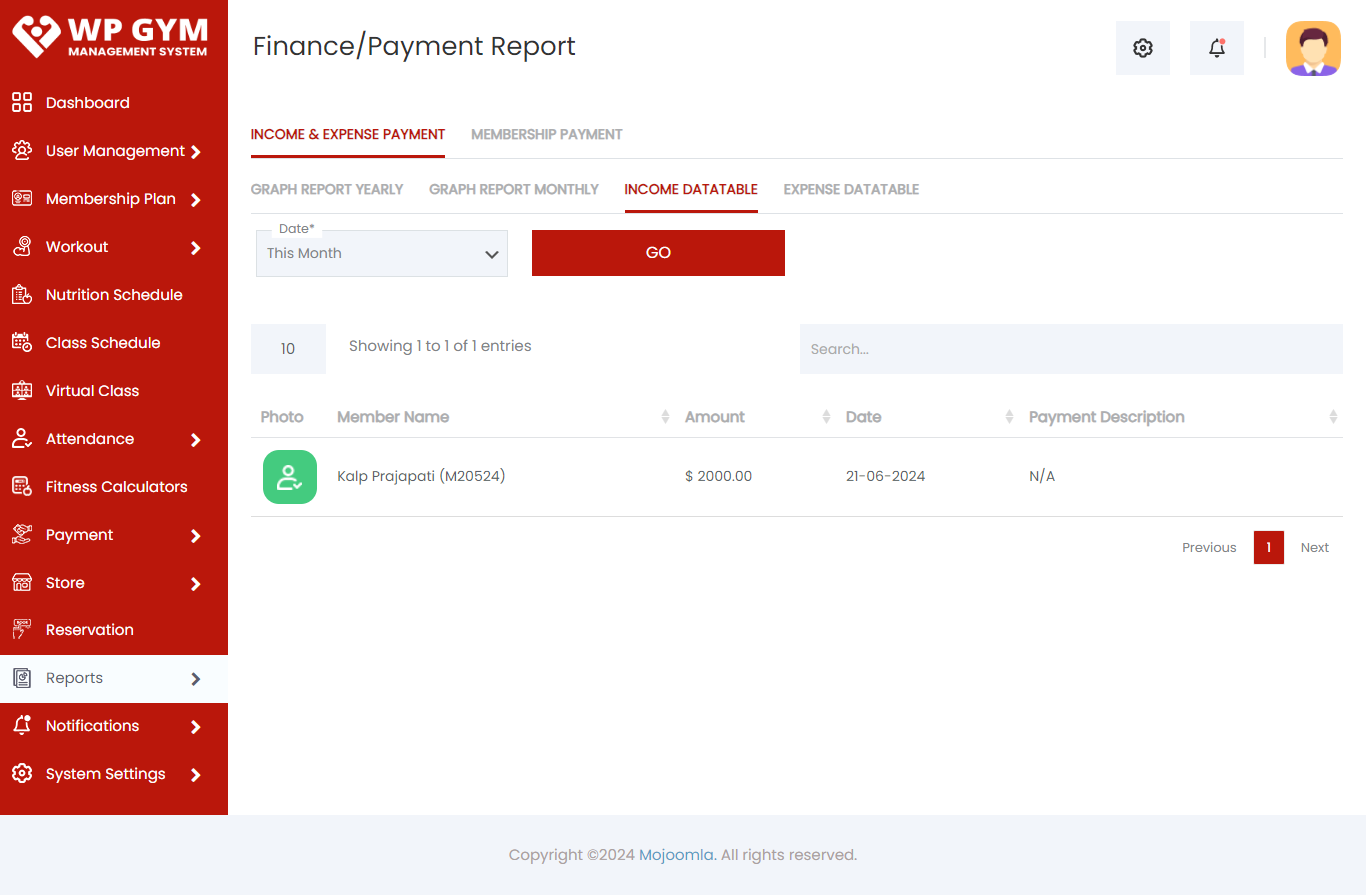 WP GYM
MANAGEMENT SYSTEM
Dashboard
User Management
Membership Plan
Workout
Nutrition Schedule
Class Schedule
Virtual Class
Attendance
Fitness Calculators
Payment
Store
Reservation
Reports
Notifications
System Settings
Finance/Payment Report
INCOME & EXPENSE PAYMENT MEMBERSHIP PAYMENT
GRAPH REPORT YEARLY GRAPH REPORT MONTHLY INCOME DATATABLE EXPENSE DATATABLE
Date*
This Month GO
10 Showing 1 to 1 of 1 entries Search...
Photo Member Name Amount Date Payment Description
Kalp Prajapati (M20524) $ 2000.00 21-06-2024 N/A
Previous 1 Next
Copyright ©2024 Mojoomla. All rights reserved.